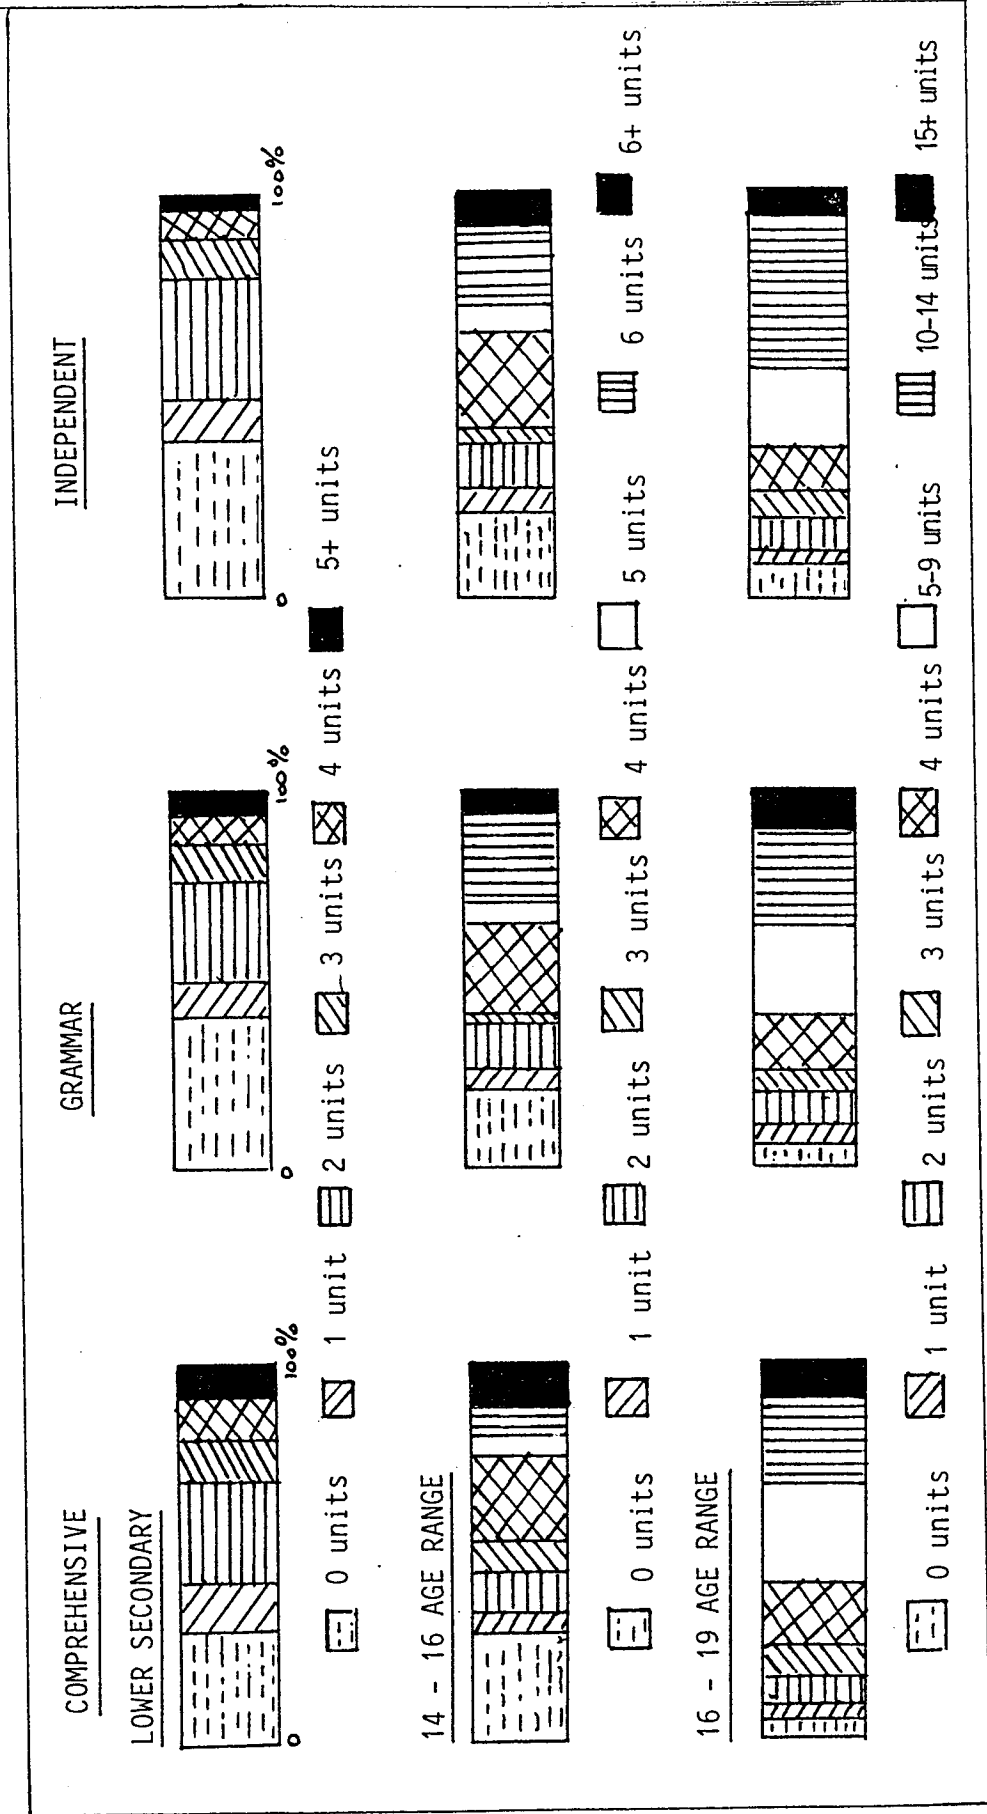 COMPREHENSIVE GRAMMAR INDEPENDENT
LOWER SECONDARY
0 100% 0 100% 0 100%
0 units 1 unit 2 units 3 units 4 units 5+ units
14 - 16 AGE RANGE
0 units 1 unit 2 units 3 units 4 units 5 units 6 units 6+ units
16 - 19 AGE RANGE
0 units 1 unit 2 units 3 units 4 units 5-9 units 10-14 units 15+ units